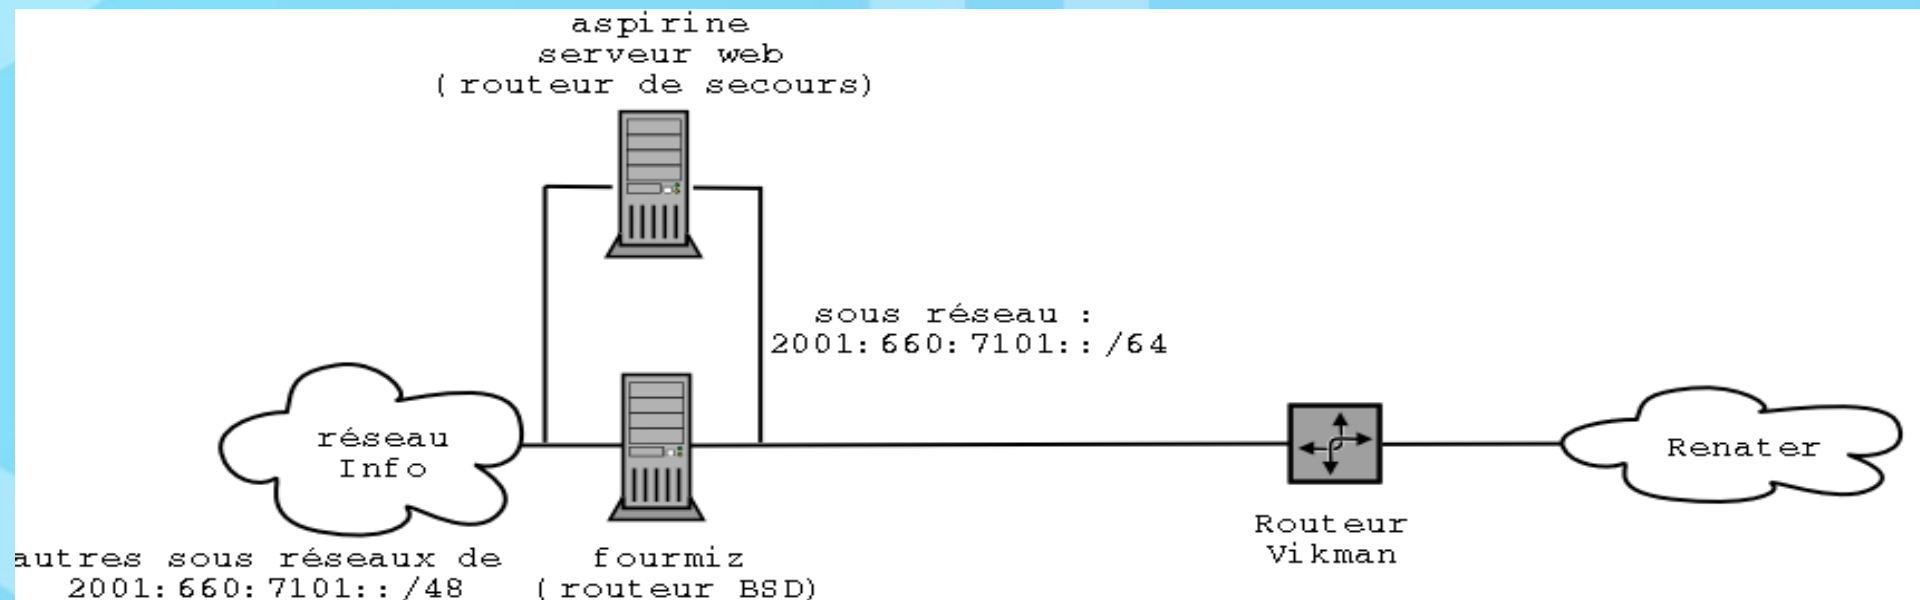 aspirine
serveur web
(routeur de secours)
sous réseau :
2001:660:7101::/64
réseau
Info
Renater
Routeur
Vikman
autres sous réseaux de
2001:660:7101::/48
fourmiz
(routeur BSD)